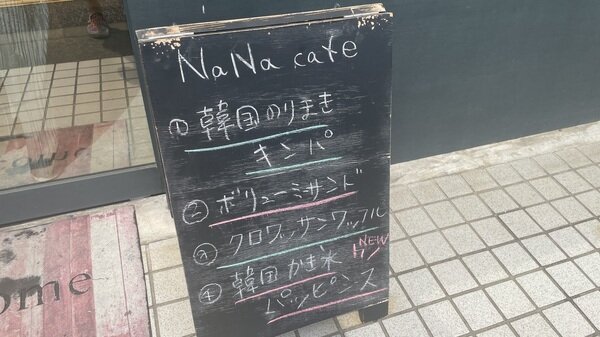 NaNa cafe
① 韓国のりまき
キンパ
② ボリューミーサンド
③ クロワッサンワッフル
NEW
④ 韓国かき氷
パッピンス
ome